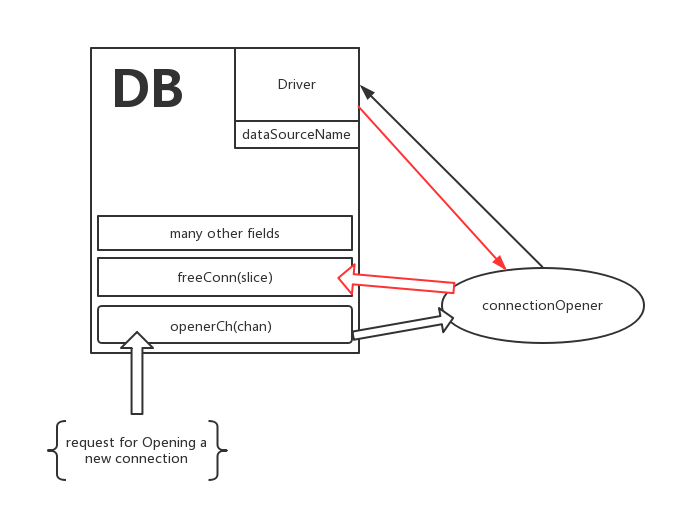 DB
Driver
dataSourceName
many other fields
freeConn(slice)
connectionOpener
openerCh(chan)
request for Opening a
new connection